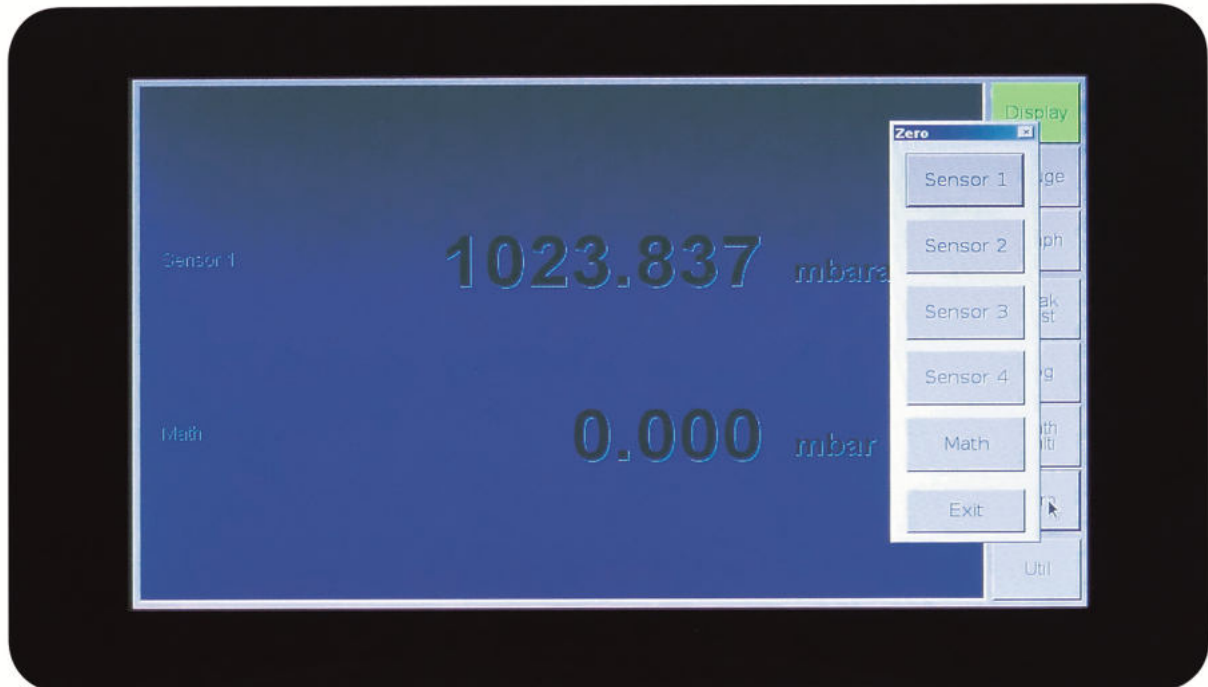 Display
Zero
Sensor 1
Sensor 2
Sensor 3
Sensor 4
Math
Exit
Sensor 1 1023.837 mbara
Math 0.000 mbar
Util